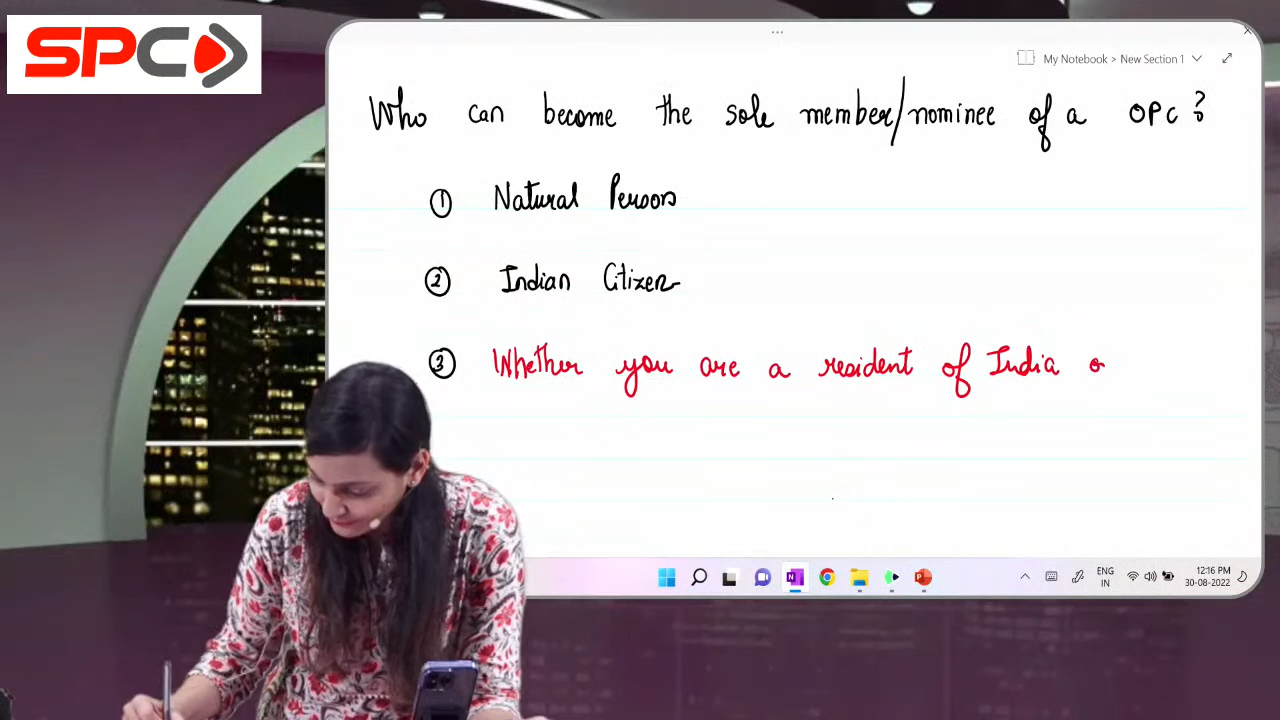 SPC
My Notebook > New Section 1
Who can become the sole member/nominee of a OPC?
① Natural Person
② Indian Citizen
③ Whether you are a resident of India o
ENG
IN
12:16 PM
30-08-2022